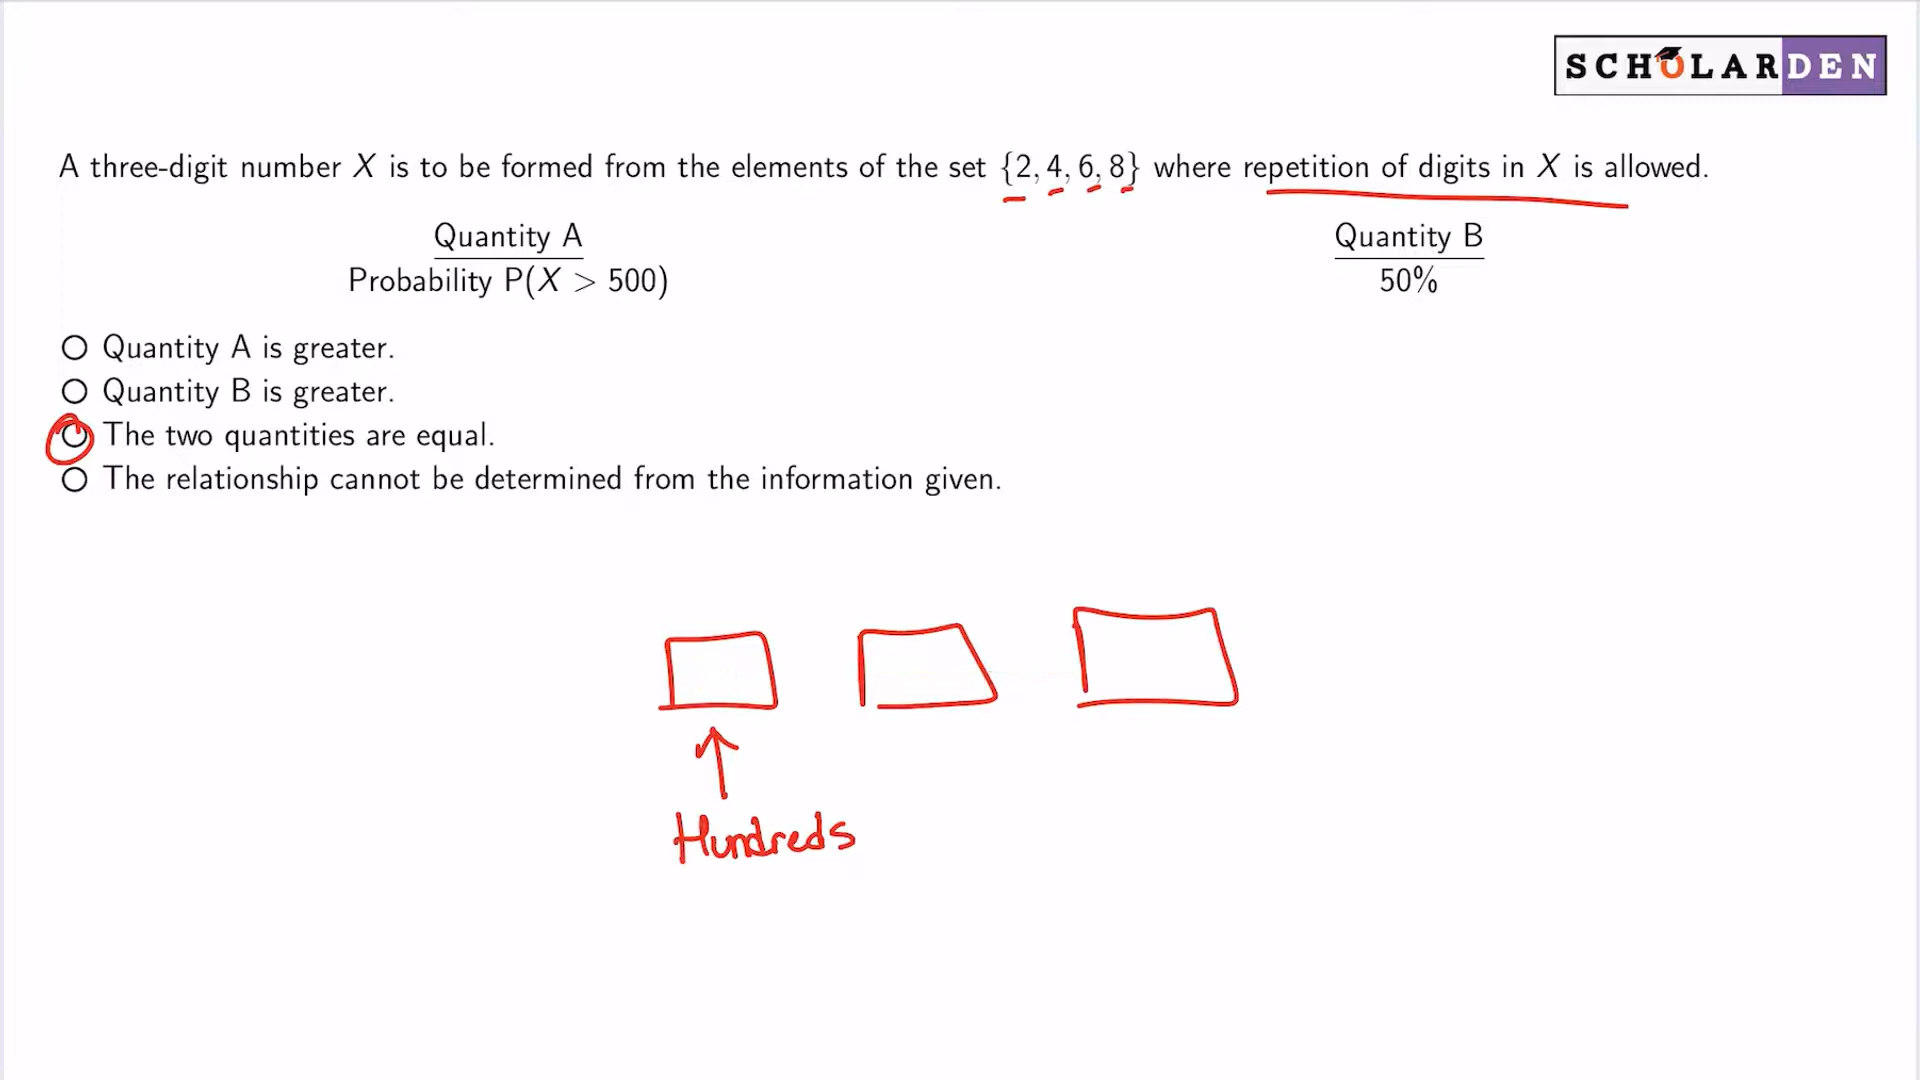 SCHOLARDEN
A three-digit number X is to be formed from the elements of the set {2, 4, 6, 8} where repetition of digits in X is allowed.
Quantity A
Quantity B
Probability P(X > 500)
50%
Quantity A is greater.
Quantity B is greater.
The two quantities are equal.
The relationship cannot be determined from the information given.
Hundreds